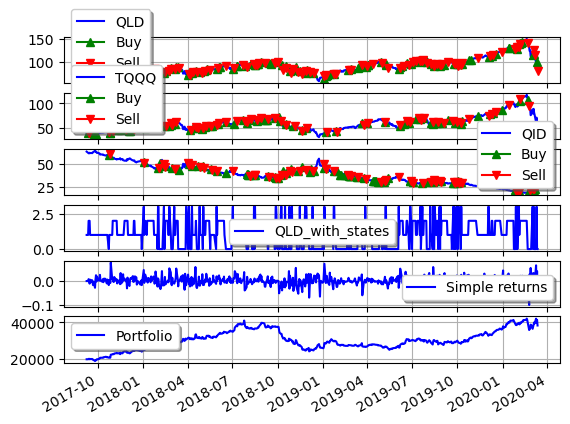 QLD
Buy
Sell
150
100
TQQQ
Buy
Sell
100
50
QID
Buy
Sell
50
25
QLD_with_states
2.5
0.0
Simple returns
0.0
−0.1
Portfolio
40000
20000
2017-10
2018-01
2018-04
2018-07
2018-10
2019-01
2019-04
2019-07
2019-10
2020-01
2020-04